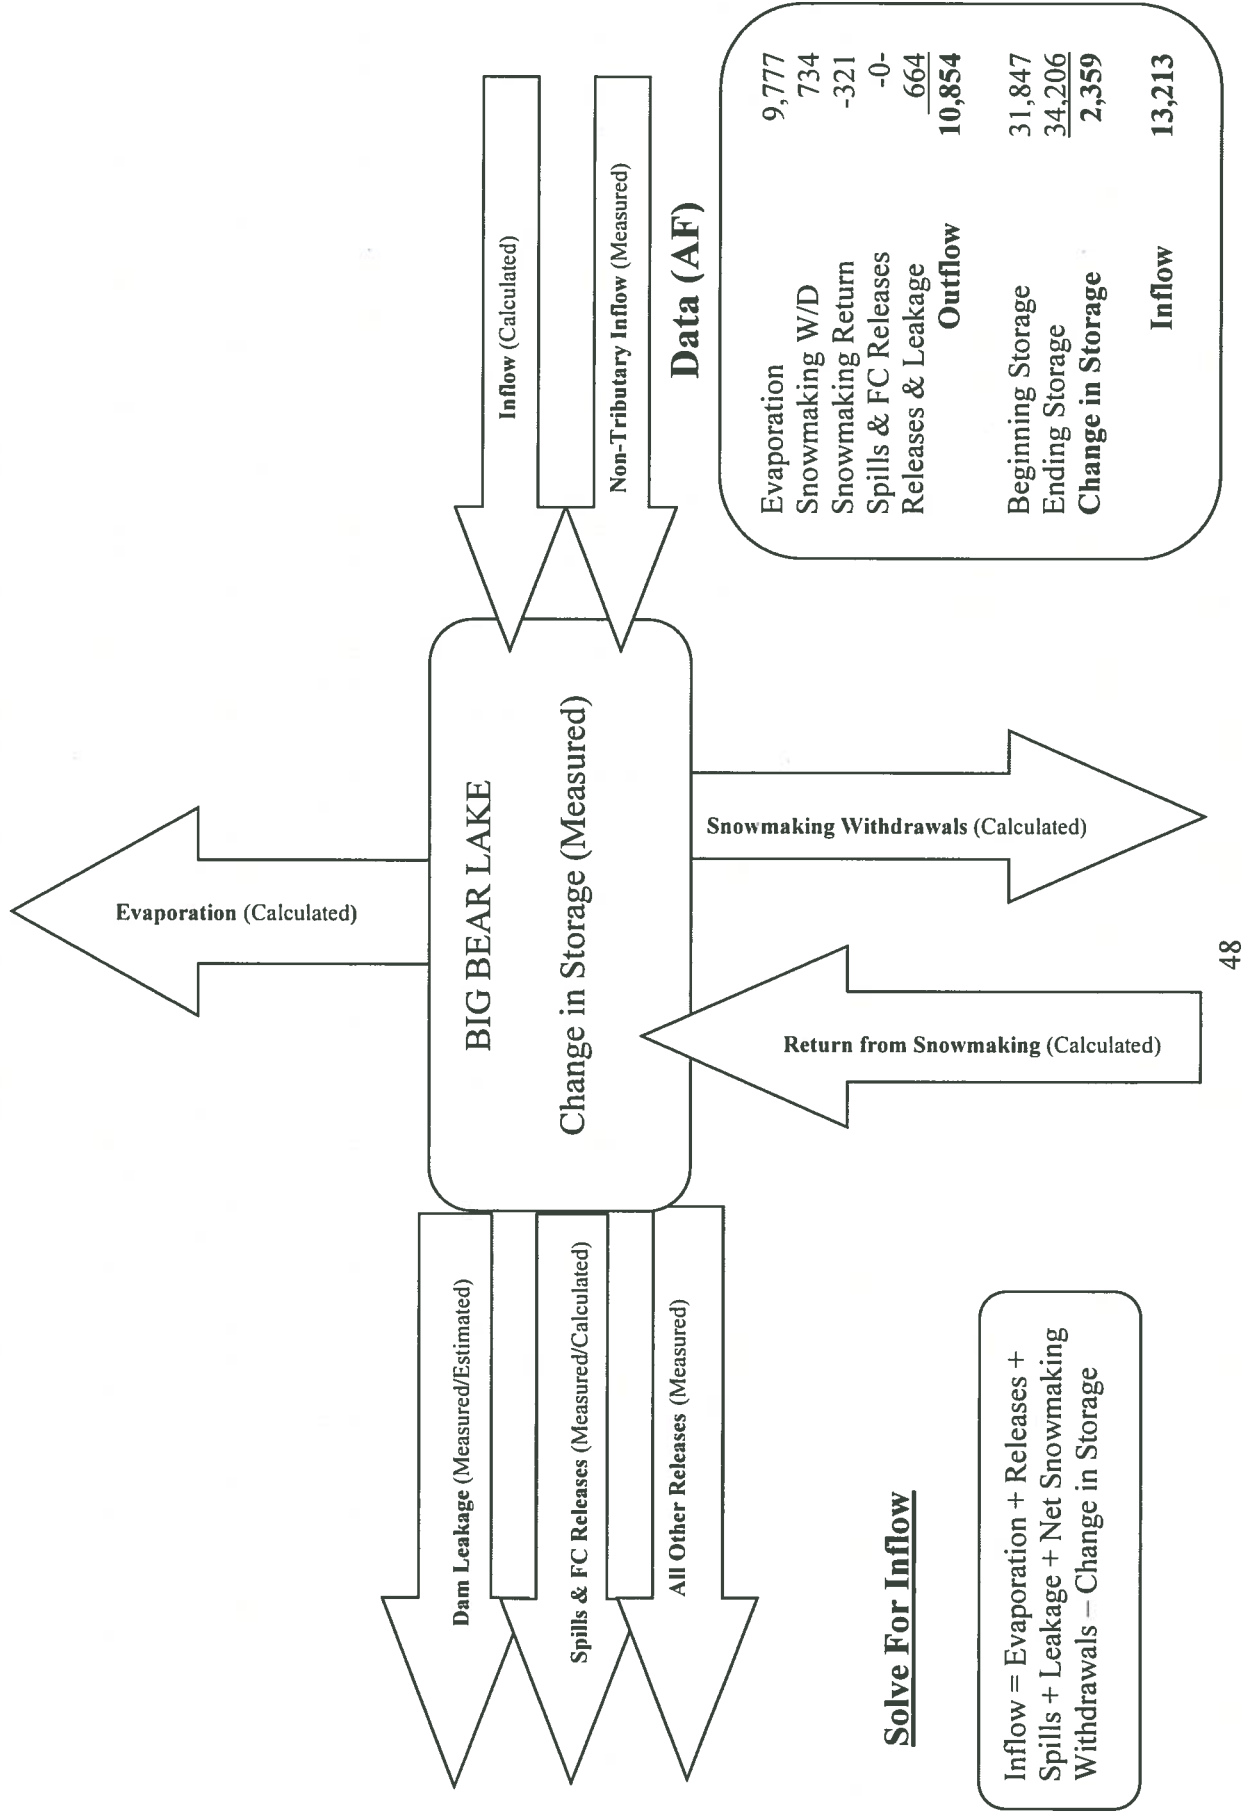 Evaporation (Calculated)
Inflow (Calculated)
Non-Tributary Inflow (Measured)
BIG BEAR LAKE
Change in Storage (Measured)
Dam Leakage (Measured/Estimated)
Spills & FC Releases (Measured/Calculated)
All Other Releases (Measured)
Return from Snowmaking (Calculated)
Snowmaking Withdrawals (Calculated)
Solve For Inflow
Inflow = Evaporation + Releases +
Spills + Leakage + Net Snowmaking
Withdrawals – Change in Storage
Data (AF)
Evaporation 9,777
Snowmaking W/D 734
Snowmaking Return -321
Spills & FC Releases -0-
Releases & Leakage 664
Outflow 10,854
Beginning Storage 31,847
Ending Storage 34,206
Change in Storage 2,359
Inflow 13,213
48